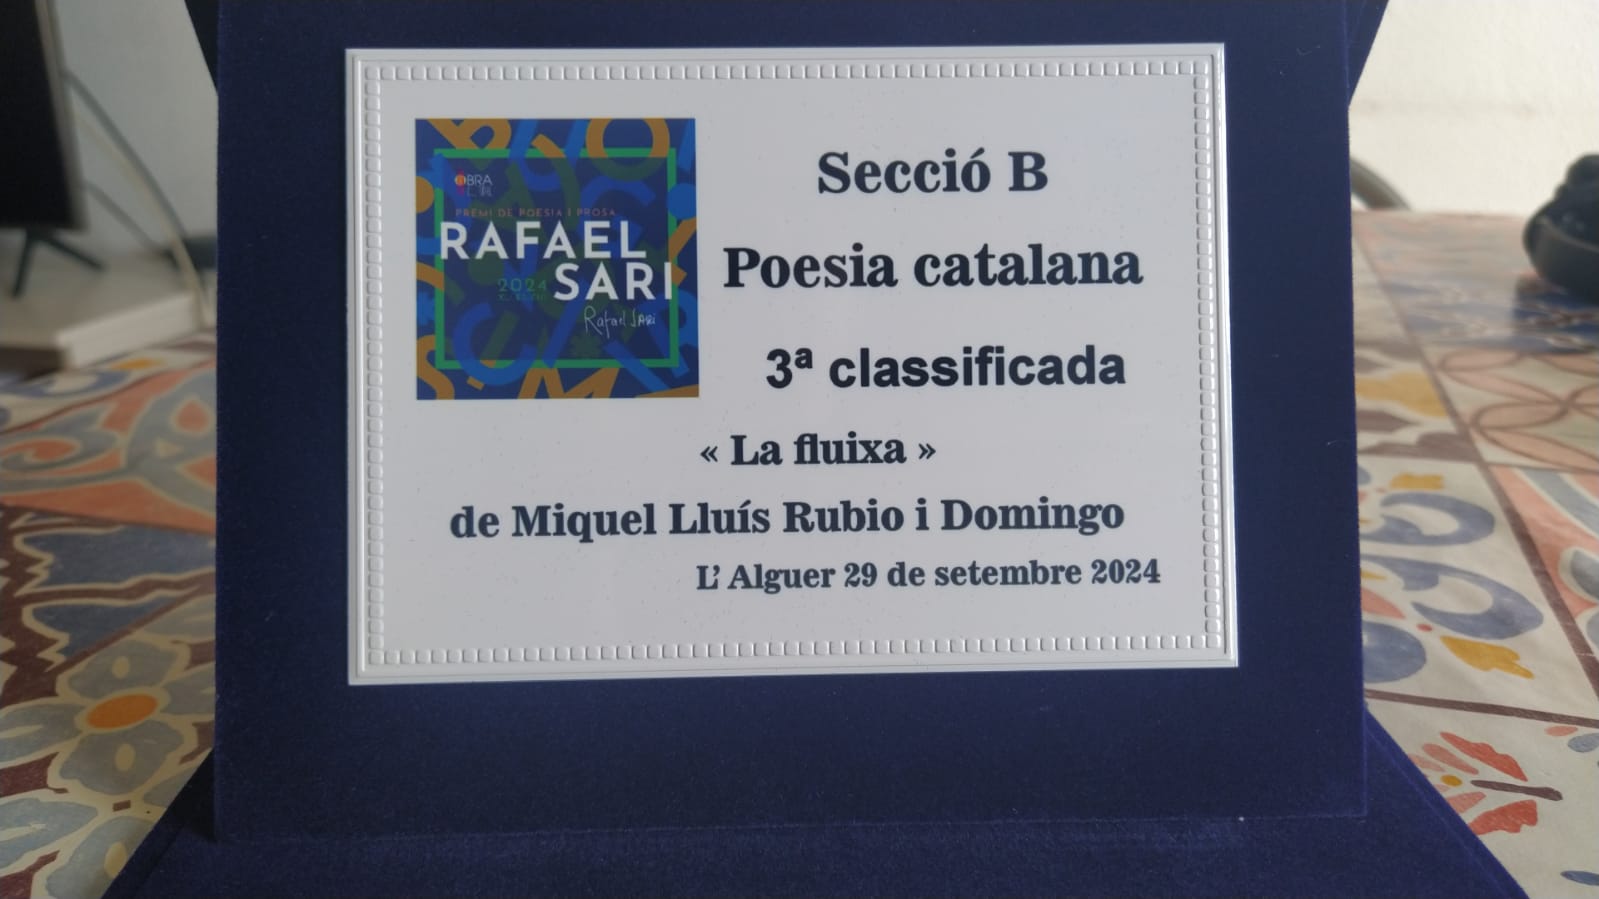 PREMI DE POESIA I PROSA
RAFAEL
SARI
2024
Rafael SARi
Secció B
Poesia catalana
3ª classificada
« La fluixa »
de Miquel Lluís Rubio i Domingo
L’ Alguer 29 de setembre 2024